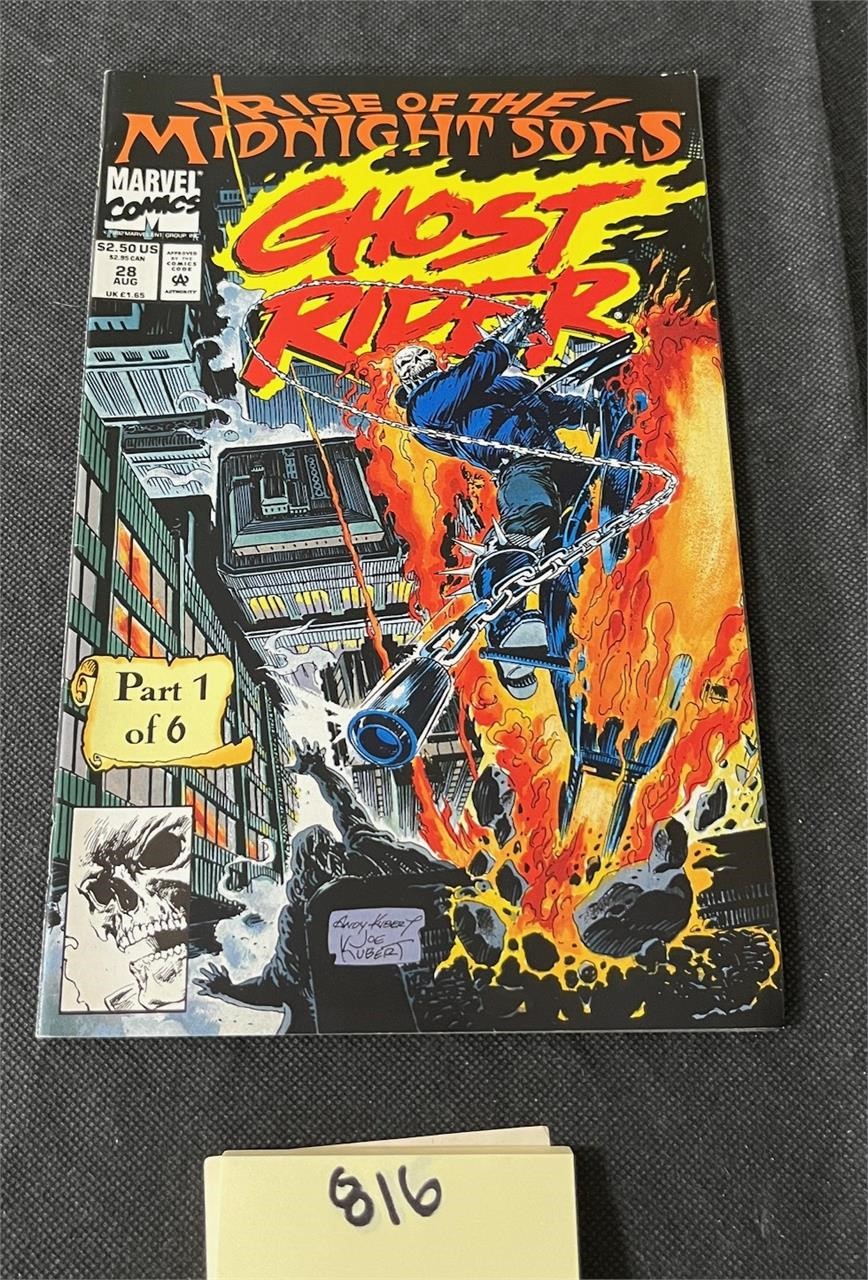 RISE OF THE
MIDNIGHT SONS
MARVEL
COMICS
GHOST
RIDER
$2.50 US
$2.95 CAN
28
AUG
UK £1.65
APPROVED
BY THE
COMICS
CODE
CA
AUTHORITY
Part 1
of 6
ANDY KUBERT
JOE
KUBERT
816